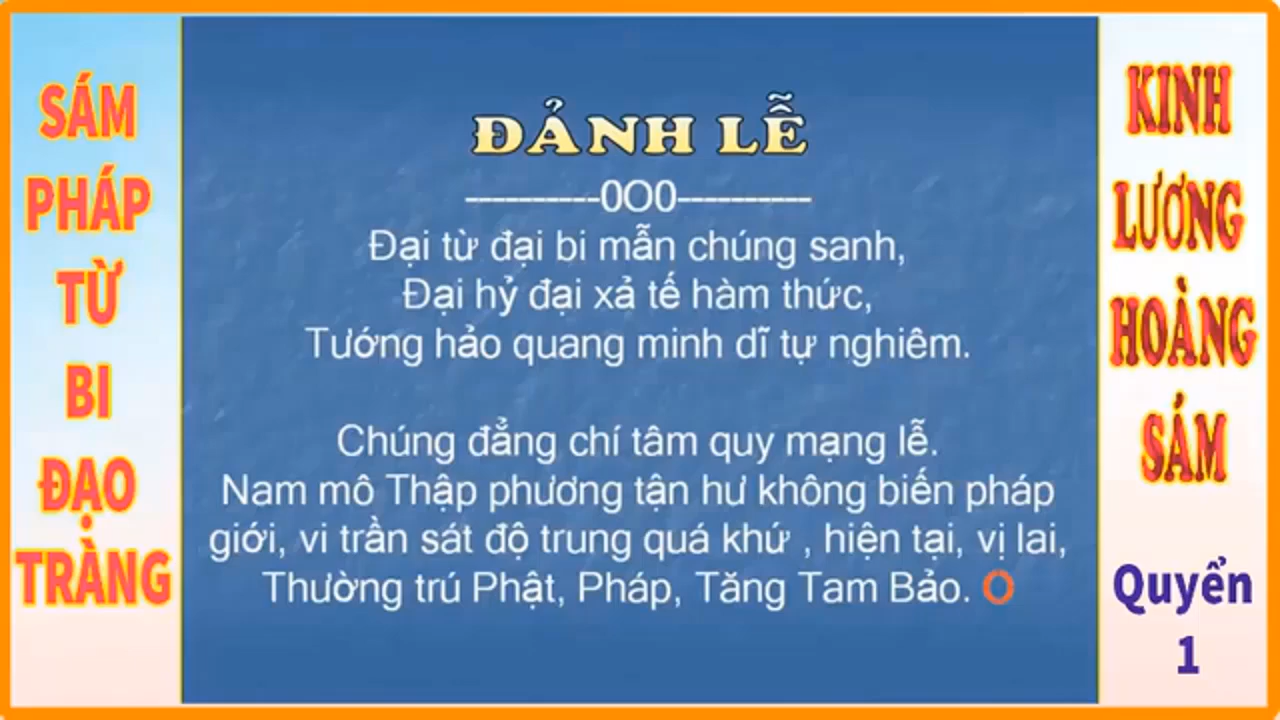 SÁM
PHÁP
TỪ
BI
ĐẠO
TRÀNG
ĐẢNH LỄ
----------0O0----------
Đại từ đại bi mẫn chúng sanh,
Đại hỷ đại xả tế hàm thức,
Tướng hảo quang minh dĩ tự nghiêm.
Chúng đẳng chí tâm quy mạng lễ.
Nam mô Thập phương tận hư không biến pháp
giới, vi trần sát độ trung quá khứ , hiện tại, vị lai,
Thường trú Phật, Pháp, Tăng Tam Bảo. O
KINH
LƯƠNG
HOÀNG
SÁM
Quyển
1